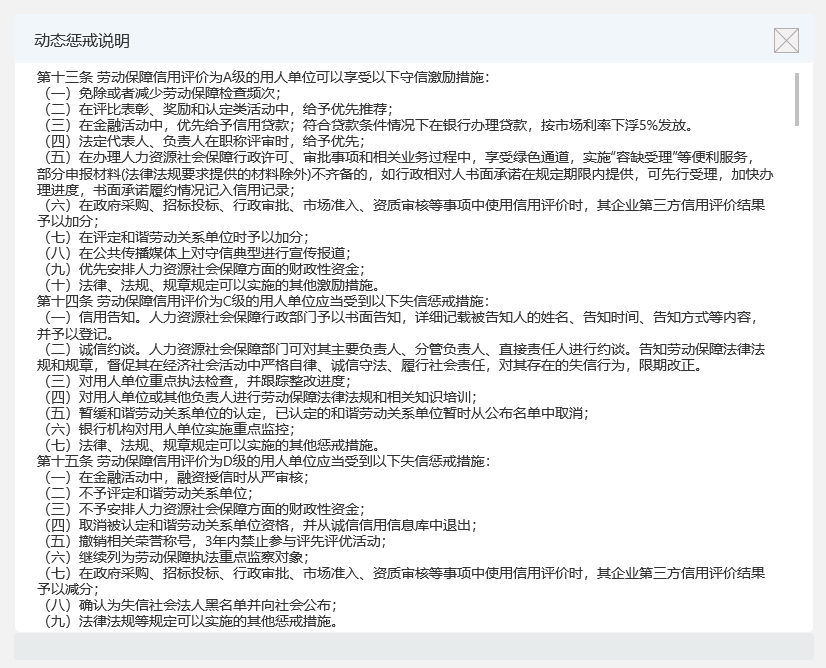 动态惩戒说明
第十三条 劳动保障信用评价为A级的用人单位可以享受以下守信激励措施：
（一）免除或者减少劳动保障检查频次；
（二）在评比表彰、奖励和认定类活动中，给予优先推荐；
（三）在金融活动中，优先给予信用贷款；符合贷款条件情况下在银行办理贷款，按市场利率下浮5%发放。
（四）法定代表人、负责人在职称评审时，给予优先；
（五）在办理人力资源社会保障行政许可、审批事项和相关业务过程中，享受绿色通道，实施“容缺受理”等便利服务，
部分申报材料(法律法规要求提供的材料除外)不齐备的，如行政相对人书面承诺在规定期限内提供，可先行受理，加快办
理进度，书面承诺履约情况记入信用记录；
（六）在政府采购、招标投标、行政审批、市场准入、资质审核等事项中使用信用评价时，其企业第三方信用评价结果
予以加分；
（七）在评定和谐劳动关系单位时予以加分；
（八）在公共传播媒体上对守信典型进行宣传报道；
（九）优先安排人力资源社会保障方面的财政性资金；
（十）法律、法规、规章规定可以实施的其他激励措施。
第十四条 劳动保障信用评价为C级的用人单位应当受到以下失信惩戒措施：
（一）信用告知。人力资源社会保障行政部门予以书面告知，详细记载被告知人的姓名、告知时间、告知方式等内容，
并予以登记。
（二）诚信约谈。人力资源社会保障部门可对其主要负责人、分管负责人、直接责任人进行约谈。告知劳动保障法律法
规和规章，督促其在经济社会活动中严格自律、诚信守法、履行社会责任，对其存在的失信行为，限期改正。
（三）对用人单位重点执法检查，并跟踪整改进度；
（四）对用人单位或其他负责人进行劳动保障法律法规和相关知识培训；
（五）暂缓和谐劳动关系单位的认定，已认定的和谐劳动关系单位暂时从公布名单中取消；
（六）银行机构对用人单位实施重点监控；
（七）法律、法规、规章规定可以实施的其他惩戒措施。
第十五条 劳动保障信用评价为D级的用人单位应当受到以下失信惩戒措施：
（一）在金融活动中，融资授信时从严审核；
（二）不予评定和谐劳动关系单位；
（三）不予安排人力资源社会保障方面的财政性资金；
（四）取消被认定和谐劳动关系单位资格，并从诚信信用信息库中退出；
（五）撤销相关荣誉称号，3年内禁止参与评先评优活动；
（六）继续列为劳动保障执法重点监察对象；
（七）在政府采购、招标投标、行政审批、市场准入、资质审核等事项中使用信用评价时，其企业第三方信用评价结果
予以减分；
（八）确认为失信社会法人黑名单并向社会公布；
（九）法律法规等规定可以实施的其他惩戒措施。